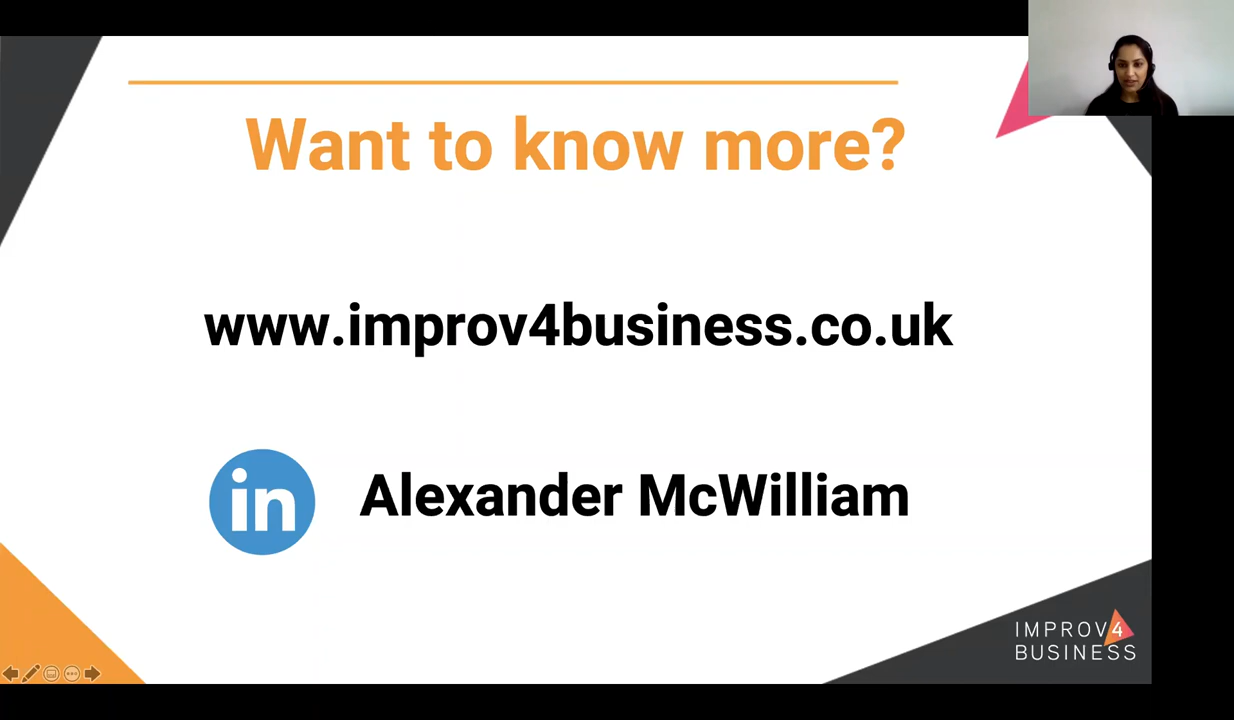 Want to know more?
www.improv4business.co.uk
in Alexander McWilliam
IMPROV4
BUSINESS